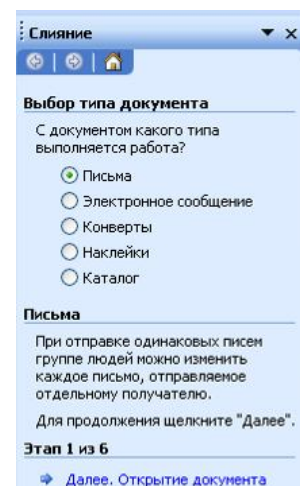 Слияние
Выбор типа документа
С документом какого типа
выполняется работа?
Письма
Электронное сообщение
Конверты
Наклейки
Каталог
Письма
При отправке одинаковых писем
группе людей можно изменить
каждое письмо, отправляемое
отдельному получателю.
Для продолжения щелкните "Далее".
Этап 1 из 6
Далее. Открытие документа